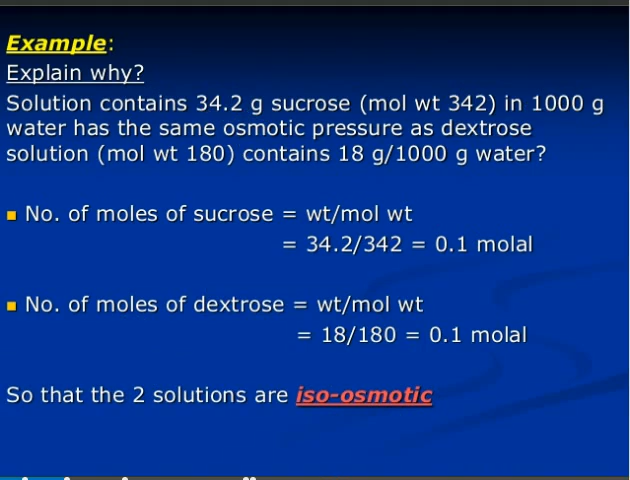 Example:
Explain why?
Solution contains 34.2 g sucrose (mol wt 342) in 1000 g
water has the same osmotic pressure as dextrose
solution (mol wt 180) contains 18 g/1000 g water?
No. of moles of sucrose = wt/mol wt
= 34.2/342 = 0.1 molal
No. of moles of dextrose = wt/mol wt
= 18/180 = 0.1 molal
So that the 2 solutions are iso-osmotic